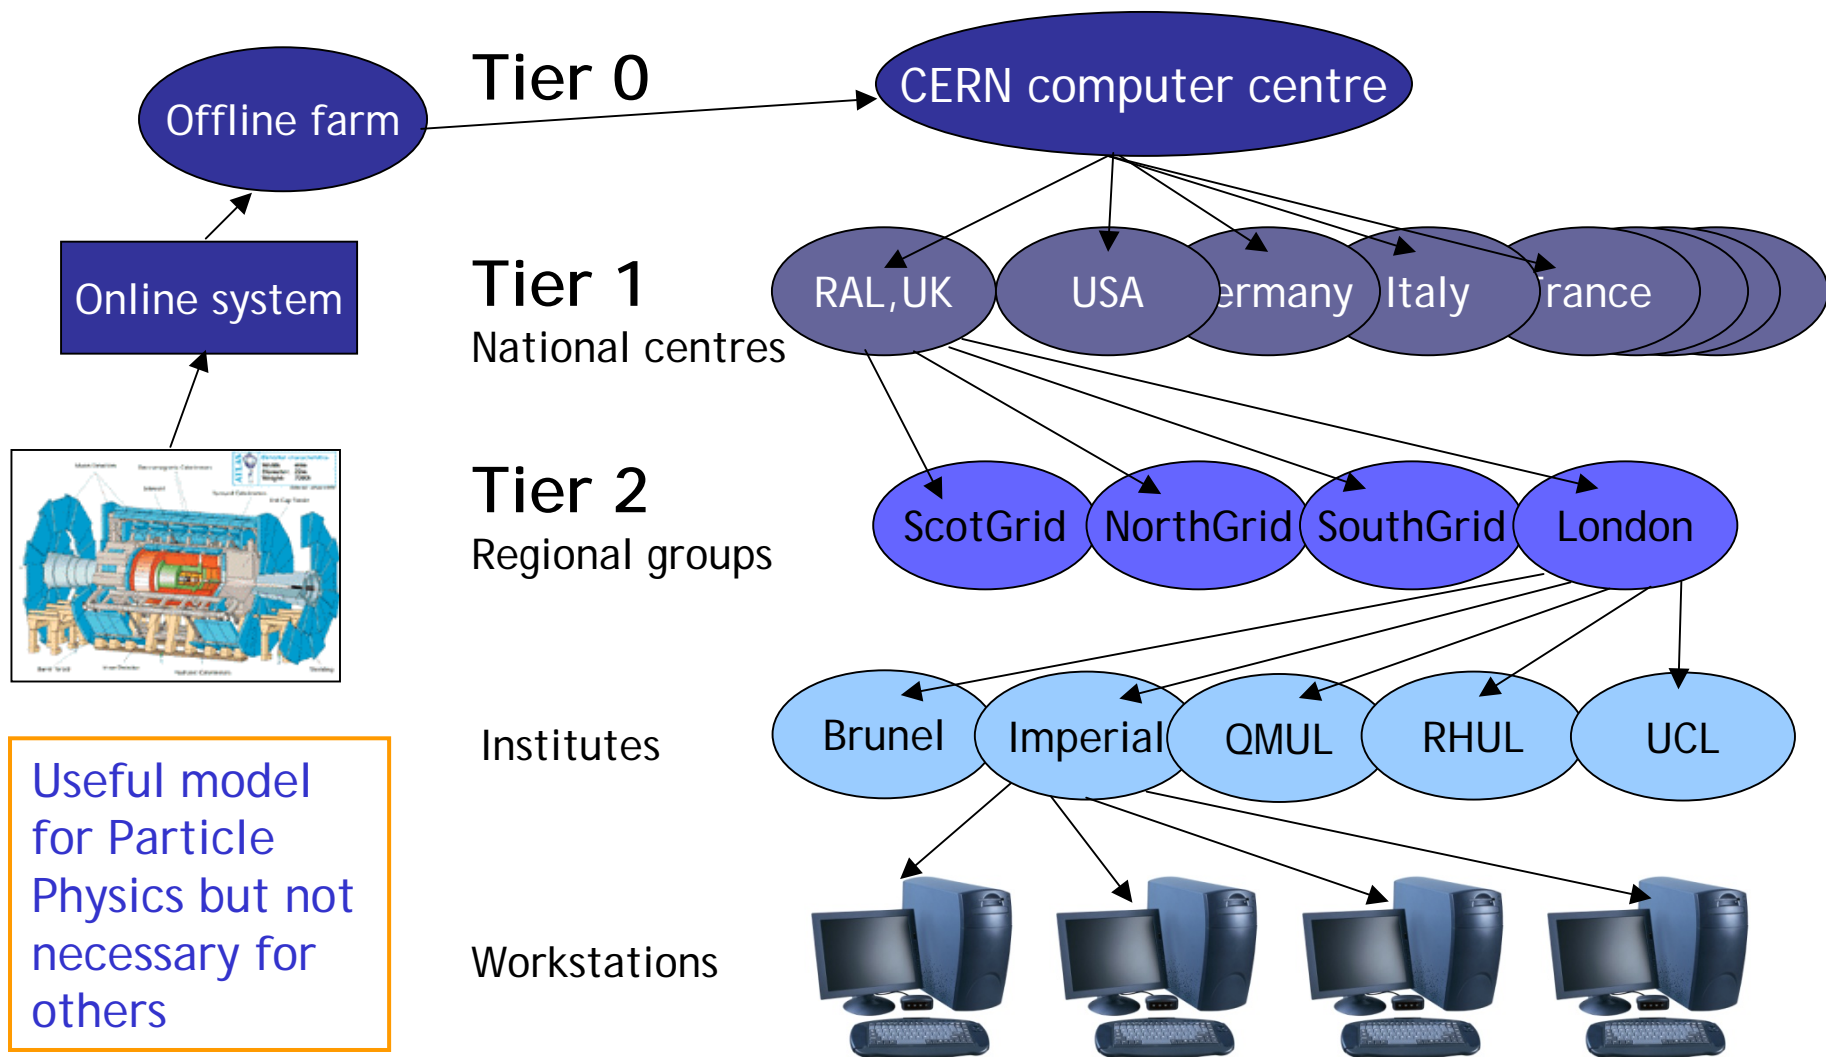 Tier 0
CERN computer centre
Offline farm
Online system
Tier 1
National centres
RAL,UK
USA
ermany
Italy
rance
ATLAS
Tier 2
Regional groups
ScotGrid
NorthGrid
SouthGrid
London
Institutes
Brunel
Imperial
QMUL
RHUL
UCL
Useful model
for Particle
Physics but not
necessary for
others
Workstations